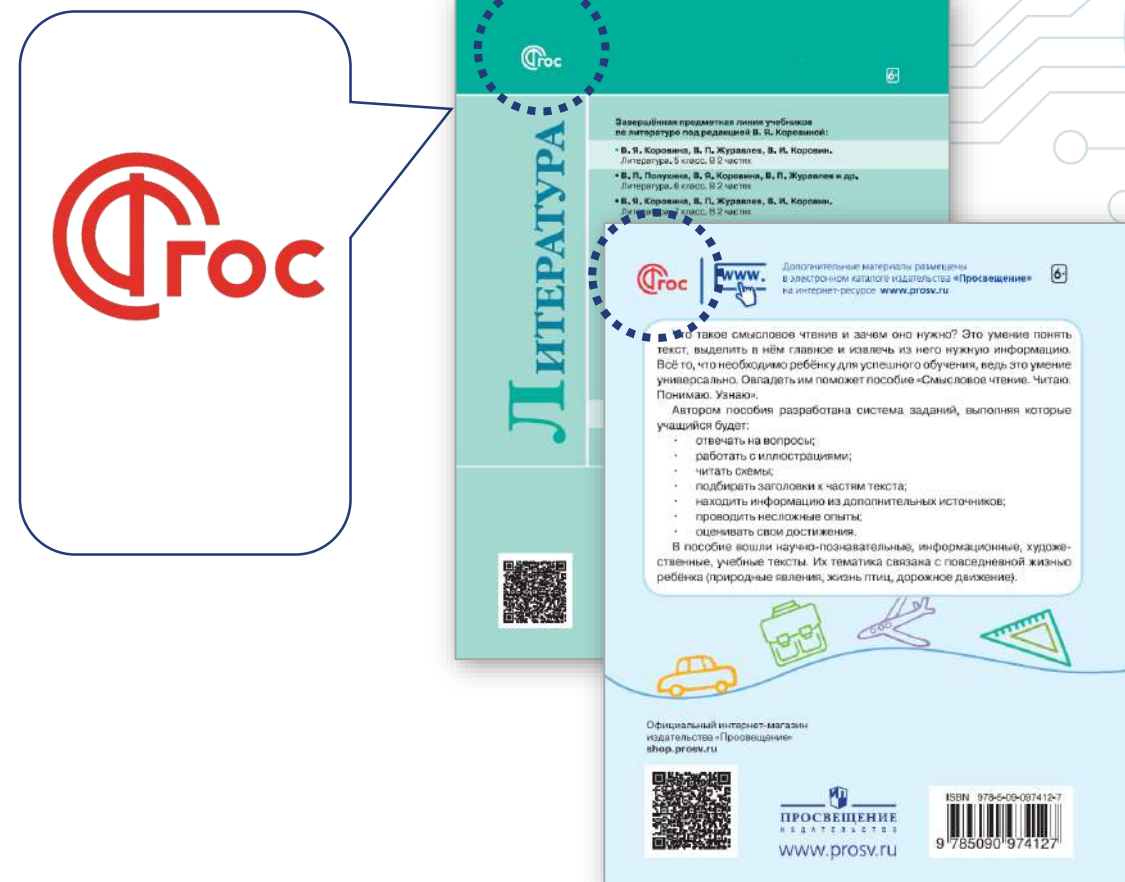 ФГОС
ФГОС
6+
ЛИТЕРАТУРА
Завершённая предметная линия учебников
по литературе под редакцией В. Я. Коровиной:
• В. Я. Коровина, В. П. Журавлев, В. И. Коровин.
Литература. 5 класс. В 2 частях
• В. П. Полухина, В. Я. Коровина, В. П. Журавлев и др.
Литература. 6 класс. В 2 частях
• В. Я. Коровина, В. П. Журавлев, В. И. Коровин.
Литература. 7 класс. В 2 частях
ФГОС
www.
Дополнительные материалы размещены
в электронном каталоге издательства «Просвещение»
на интернет-ресурсе www.prosv.ru
6+
Что такое смысловое чтение и зачем оно нужно? Это умение понять
текст, выделить в нём главное и извлечь из него нужную информацию.
Всё то, что необходимо ребёнку для успешного обучения, ведь это умение
универсально. Овладеть им поможет пособие «Смысловое чтение. Читаю.
Понимаю. Узнаю».
Автором пособия разработана система заданий, выполняя которые
учащийся будет:
· отвечать на вопросы;
· работать с иллюстрациями;
· читать схемы;
· подбирать заголовки к частям текста;
· находить информацию из дополнительных источников;
· проводить несложные опыты;
· оценивать свои достижения.
В пособие вошли научно-познавательные, информационные, художе-
ственные, учебные тексты. Их тематика связана с повседневной жизнью
ребёнка (природные явления, жизнь птиц, дорожное движение).
Официальный интернет-магазин
издательства «Просвещение»
shop.prosv.ru
ПРОСВЕЩЕНИЕ
ИЗДАТЕЛЬСТВО
www.prosv.ru
ISBN 978-5-09-097412-7
9 785090 974127